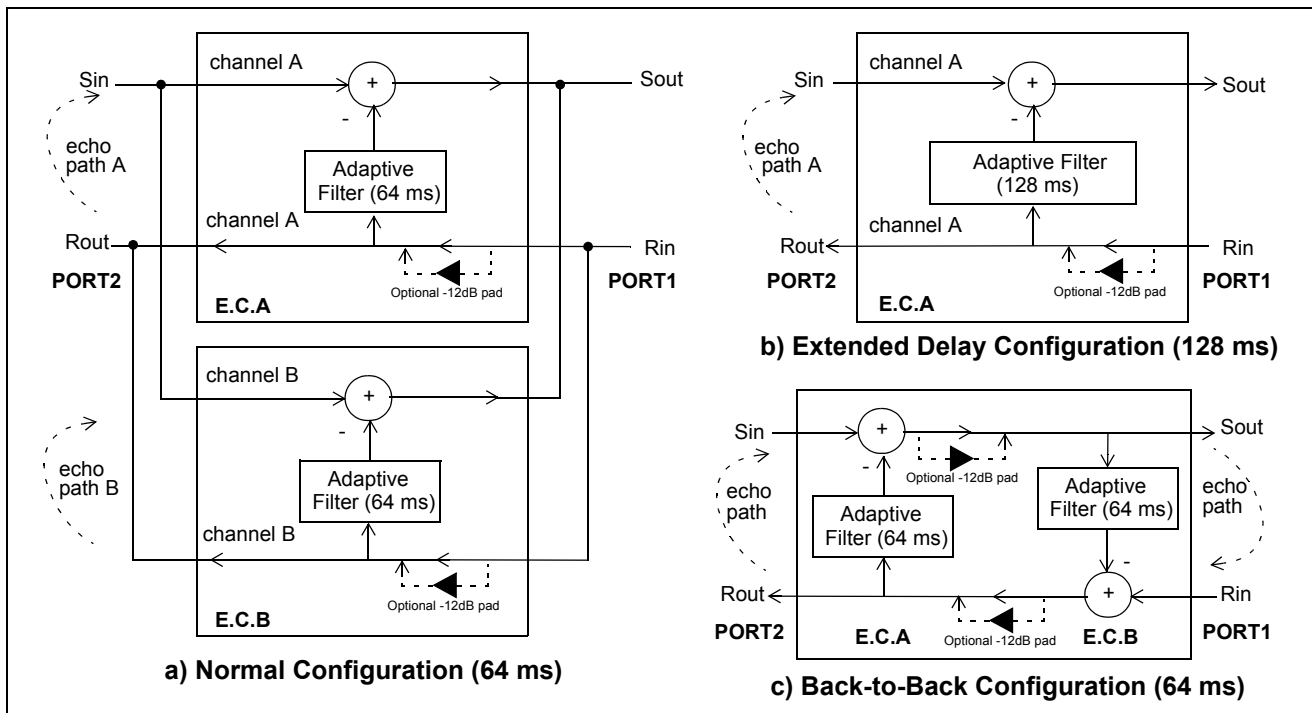 channel A
Sin
+
Sout
-
echo
path A
Adaptive
Filter (64 ms)
channel A
Rout
Rin
PORT2
PORT1
Optional -12dB pad
E.C.A
channel B
+
-
echo
path B
Adaptive
Filter (64 ms)
channel B
Optional -12dB pad
E.C.B
a) Normal Configuration (64 ms)
channel A
Sin
+
Sout
-
echo
path A
Adaptive Filter
(128 ms)
channel A
Rout
Rin
PORT2
PORT1
Optional -12dB pad
E.C.A
b) Extended Delay Configuration (128 ms)
Sin
+
Sout
-
Optional -12dB pad
echo
path
Adaptive
Filter (64 ms)
Adaptive
Filter (64 ms)
echo
path
-
Rout
+
Rin
Optional -12dB pad
PORT2
E.C.A
E.C.B
PORT1
c) Back-to-Back Configuration (64 ms)